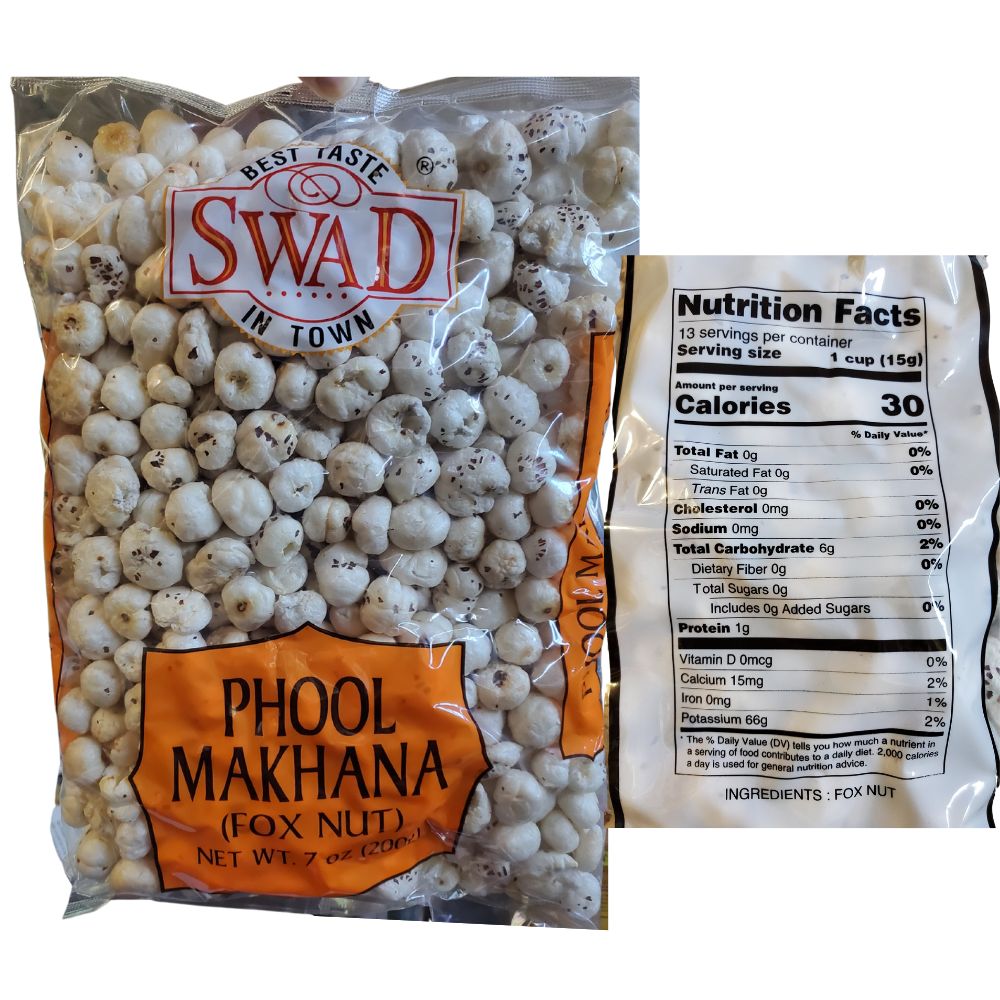 BEST TASTE
®
SWAD
IN TOWN
PHOOL
MAKHANA
(FOX NUT)
NET WT. 7 oz
Nutrition Facts
13 servings per container
Serving size 1 cup (15g)
Amount per serving
Calories 30
% Daily Value*
Total Fat 0g 0%
Saturated Fat 0g 0%
Trans Fat 0g
Cholesterol 0mg 0%
Sodium 0mg 0%
Total Carbohydrate 6g 2%
Dietary Fiber 0g 0%
Total Sugars 0g
Includes 0g Added Sugars 0%
Protein 1g
Vitamin D 0mcg 0%
Calcium 15mg 2%
Iron 0mg 1%
Potassium 66g 2%
* The % Daily Value (DV) tells you how much a nutrient in
a serving of food contributes to a daily diet. 2,000 calories
a day is used for general nutrition advice.
INGREDIENTS : FOX NUT